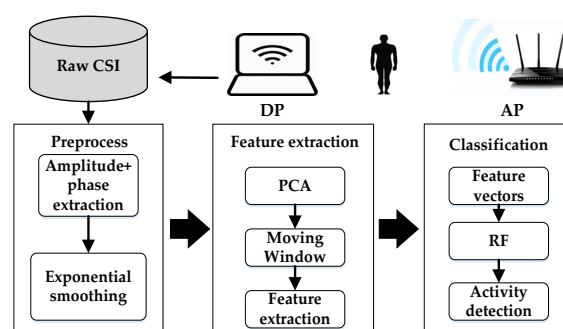 Raw CSI
DP
AP
Preprocess
Amplitude+
phase
extraction
Exponential
smoothing
Feature extraction
PCA
Moving
Window
Feature
extraction
Classification
Feature
vectors
RF
Activity
detection